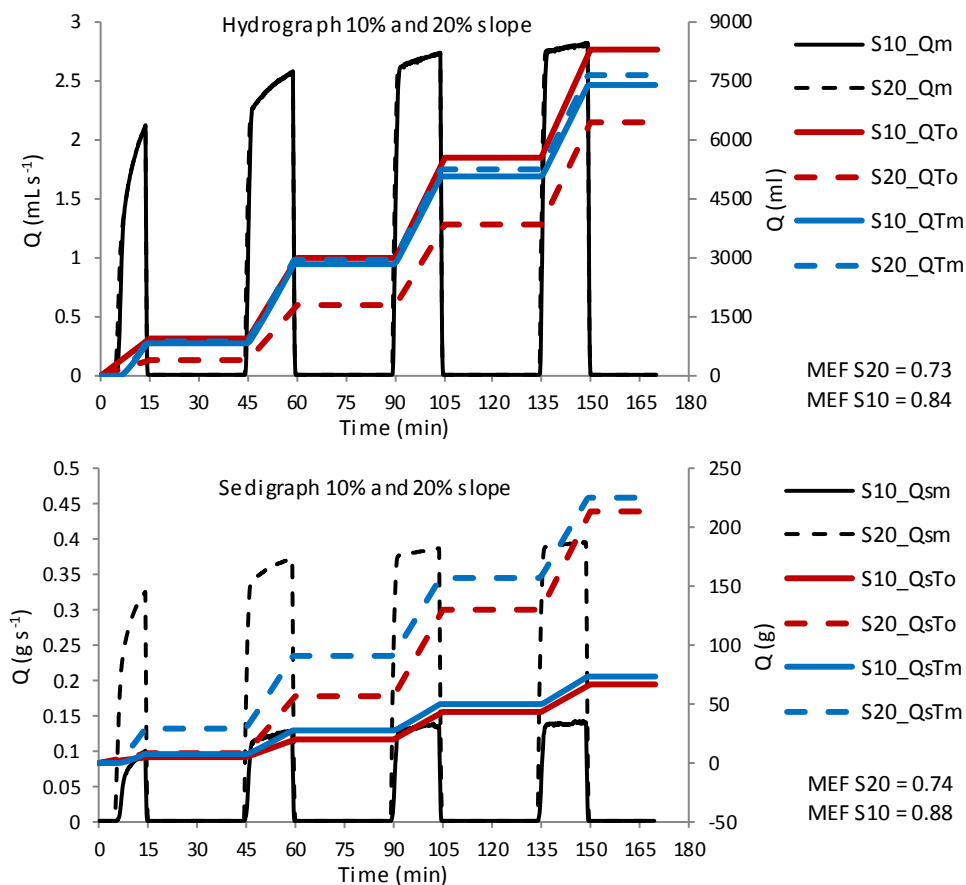 Hydrograph 10% and 20% slope
3
2.5
2
1.5
1
0.5
0
Q (mL s⁻¹)
9000
7500
6000
4500
3000
1500
0
Q (ml)
0 15 30 45 60 75 90 105 120 135 150 165 180
Time (min)
S10_Qm
S20_Qm
S10_QTo
S20_QTo
S10_QTm
S20_QTm
MEF S20 = 0.73
MEF S10 = 0.84
Sedigraph 10% and 20% slope
0.5
0.45
0.4
0.35
0.3
0.25
0.2
0.15
0.1
0.05
0
Q (g s⁻¹)
250
200
150
100
50
0
-50
Q (g)
0 15 30 45 60 75 90 105 120 135 150 165 180
Time (min)
S10_Qsm
S20_Qsm
S10_QsTo
S20_QsTo
S10_QsTm
S20_QsTm
MEF S20 = 0.74
MEF S10 = 0.88